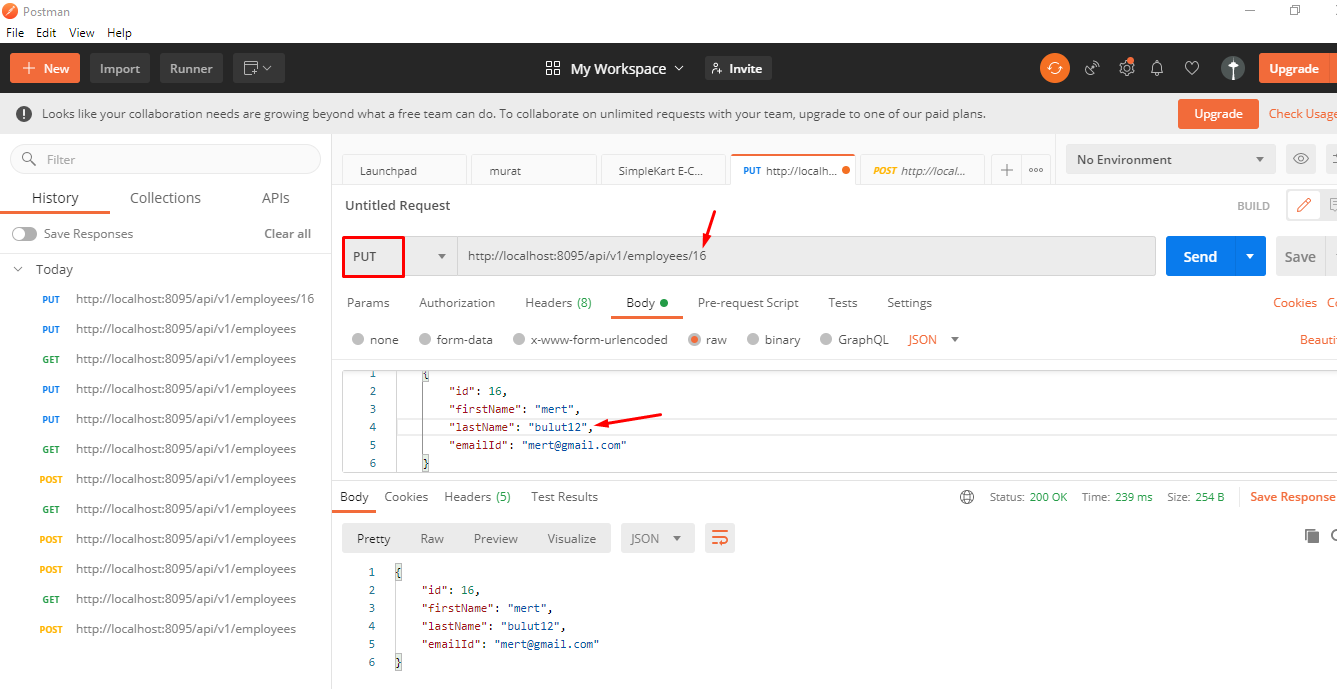 Postman
File Edit View Help
New Import Runner My Workspace Invite Upgrade
Looks like your collaboration needs are growing beyond what a free team can do. To collaborate on unlimited requests with your team, upgrade to one of our paid plans. Upgrade Check Usage
Filter
History Collections APIs
Save Responses Clear all
Today
PUT http://localhost:8095/api/v1/employees/16
PUT http://localhost:8095/api/v1/employees
GET http://localhost:8095/api/v1/employees
PUT http://localhost:8095/api/v1/employees
PUT http://localhost:8095/api/v1/employees
GET http://localhost:8095/api/v1/employees
POST http://localhost:8095/api/v1/employees
GET http://localhost:8095/api/v1/employees
POST http://localhost:8095/api/v1/employees
POST http://localhost:8095/api/v1/employees
GET http://localhost:8095/api/v1/employees
POST http://localhost:8095/api/v1/employees
Launchpad murat SimpleKart E-C... PUT http://localh... POST http://local... No Environment
Untitled Request BUILD
PUT http://localhost:8095/api/v1/employees/16 Send Save
Params Authorization Headers (8) Body Pre-request Script Tests Settings Cookies
none form-data x-www-form-urlencoded raw binary GraphQL JSON Beauti
1 {
2 "id": 16,
3 "firstName": "mert",
4 "lastName": "bulut12",
5 "emailId": "mert@gmail.com"
6 }
Body Cookies Headers (5) Test Results Status: 200 OK Time: 239 ms Size: 254 B Save Response
Pretty Raw Preview Visualize JSON
1 {
2 "id": 16,
3 "firstName": "mert",
4 "lastName": "bulut12",
5 "emailId": "mert@gmail.com"
6 }